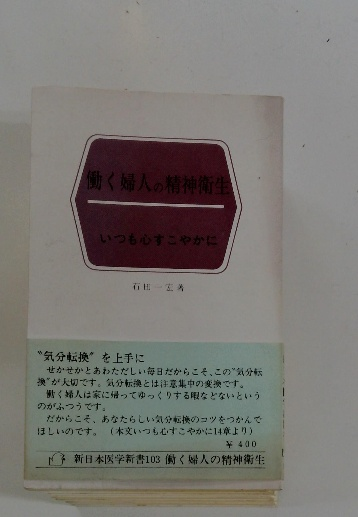 働く婦人の精神衛生
いつも心すこやかに
石田一宏著
“気分転換”を上手に
せかせかとあわただしい毎日だからこそ、この“気分転
換”が大切です。気分転換とは注意集中の変換です。
働く婦人は家に帰ってゆっくりする暇などないという
のがふつうです。
だからこそ、あなたらしい気分転換のコツをつかんで
ほしいのです。（本文いつも心すこやかに14章より）
￥400
新日本医学新書103 働く婦人の精神衛生